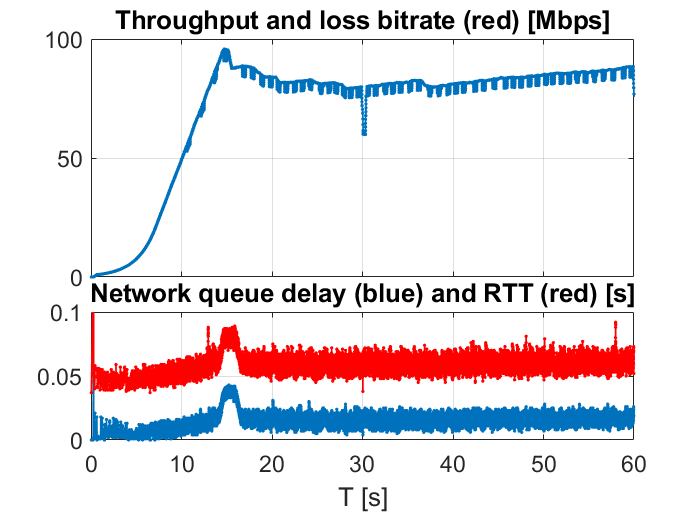 Throughput and loss bitrate (red) [Mbps]
100
50
0
Network queue delay (blue) and RTT (red) [s]
0.1
0.05
0
0 10 20 30 40 50 60
T [s]